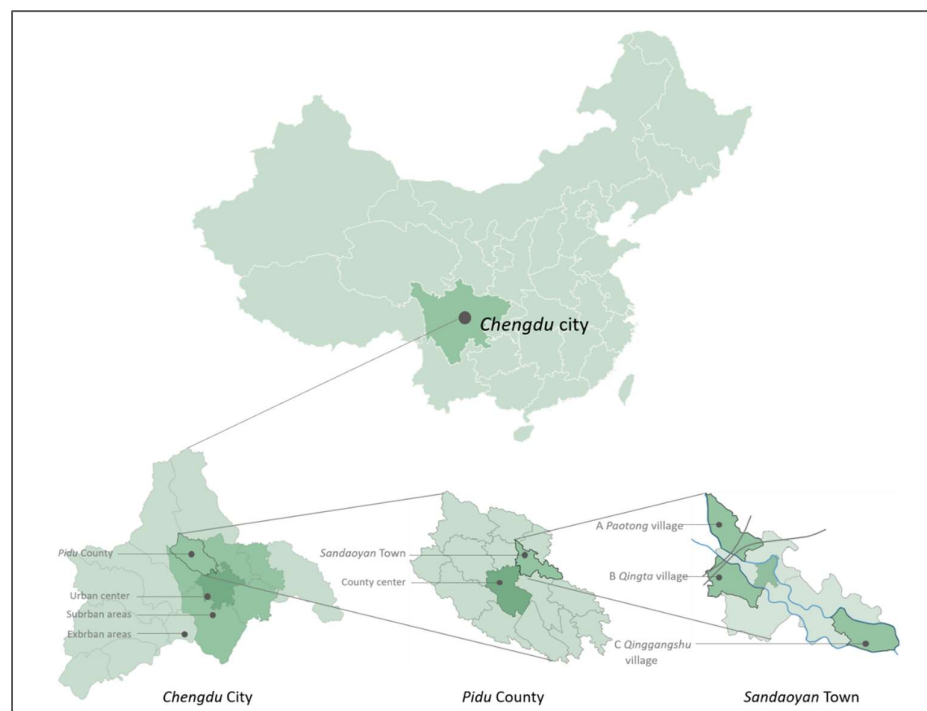 Chengdu city
Pidu County
Urban center
Subrban areas
Exbrban areas
Chengdu City
Sandaoyan Town
County center
Pidu County
A Paotong village
B Qingta village
C Qinggangshu
village
Sandaoyan Town